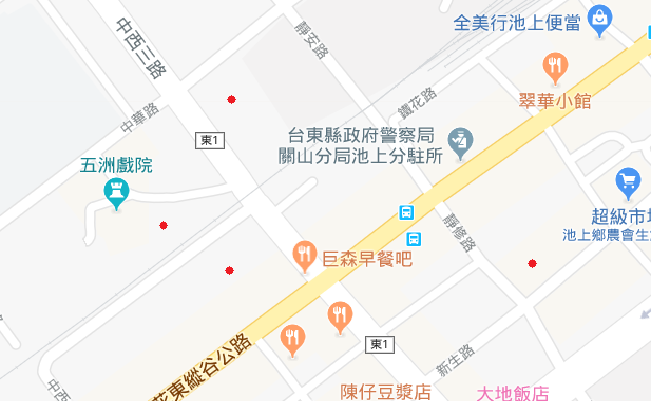 全美行池上便當
中西三路
靜安路
翠華小館
鐵花路
中華路
東1
台東縣政府警察局
關山分局池上分駐所
五洲戲院
超級市場
池上鄉農會生
靜修路
巨森早餐吧
花東縱谷公路
東1
新生路
中西
陳仔豆漿店
大地飯店